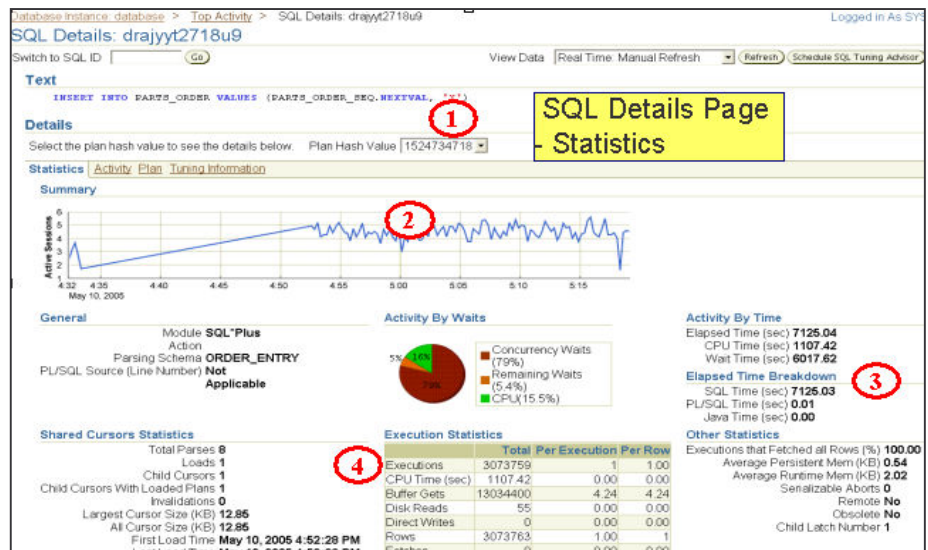 Database Instance: database > Top Activity > SQL Details: drajyyt2718u9
Logged in As SYS
SQL Details: drajyyt2718u9
Switch to SQL ID
Go
View Data Real Time: Manual Refresh
Refresh
Schedule SQL Tuning Advisor
Text
INSERT INTO PARTS_ORDER VALUES (PARTS_ORDER_SEQ.NEXTVAL, 'X')
1
SQL Details Page
- Statistics
Details
Select the plan hash value to see the details below. Plan Hash Value 1524734718
Statistics Activity Plan Tuning Information
Summary
2
Active Sessions
6
5
4
3
2
1
4:32 4:35 4:40 4:45 4:50 4:55 5:00 5:05 5:10 5:15
May 10, 2005
General
Module SQL*Plus
Action
Parsing Schema ORDER_ENTRY
PL/SQL Source (Line Number) Not
Applicable
Activity By Waits
5% 16%
79%
Concurrency Waits
(79%)
Remaining Waits
(5.4%)
CPU(15.5%)
Activity By Time
Elapsed Time (sec) 7125.04
CPU Time (sec) 1107.42
Wait Time (sec) 6017.62
Elapsed Time Breakdown
3
SQL Time (sec) 7125.03
PL/SQL Time (sec) 0.01
Java Time (sec) 0.00
Shared Cursors Statistics
Total Parses 8
Loads 1
Child Cursors 1
Child Cursors With Loaded Plans 1
Invalidations 0
Largest Cursor Size (KB) 12.85
All Cursor Size (KB) 12.85
First Load Time May 10, 2005 4:52:28 PM
4
Execution Statistics
Total Per Execution Per Row
Executions 3073759 1 1.00
CPU Time (sec) 1107.42 0.00 0.00
Buffer Gets 13034400 4.24 4.24
Disk Reads 55 0.00 0.00
Direct Writes 0 0.00 0.00
Rows 3073763 1.00 1
Fetches 0 0.00 0.00
Other Statistics
Executions that Fetched all Rows (%) 100.00
Average Persistent Mem (KB) 0.54
Average Runtime Mem (KB) 2.02
Serializable Aborts 0
Remote No
Obsolete No
Child Latch Number 1